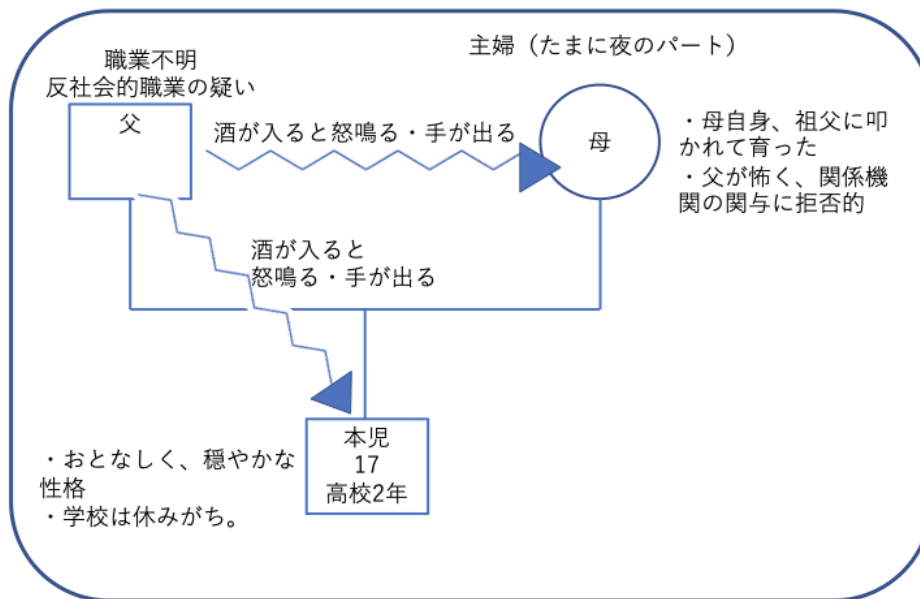 主婦（たまに夜のパート）
職業不明
反社会的職業の疑い
父
酒が入ると怒鳴る・手が出る
母
・母自身、祖父に叩
かれて育った
・父が怖く、関係機
関の関与に拒否的
酒が入ると
怒鳴る・手が出る
本児
17
高校2年
・おとなしく、穏やかな
性格
・学校は休みがち。